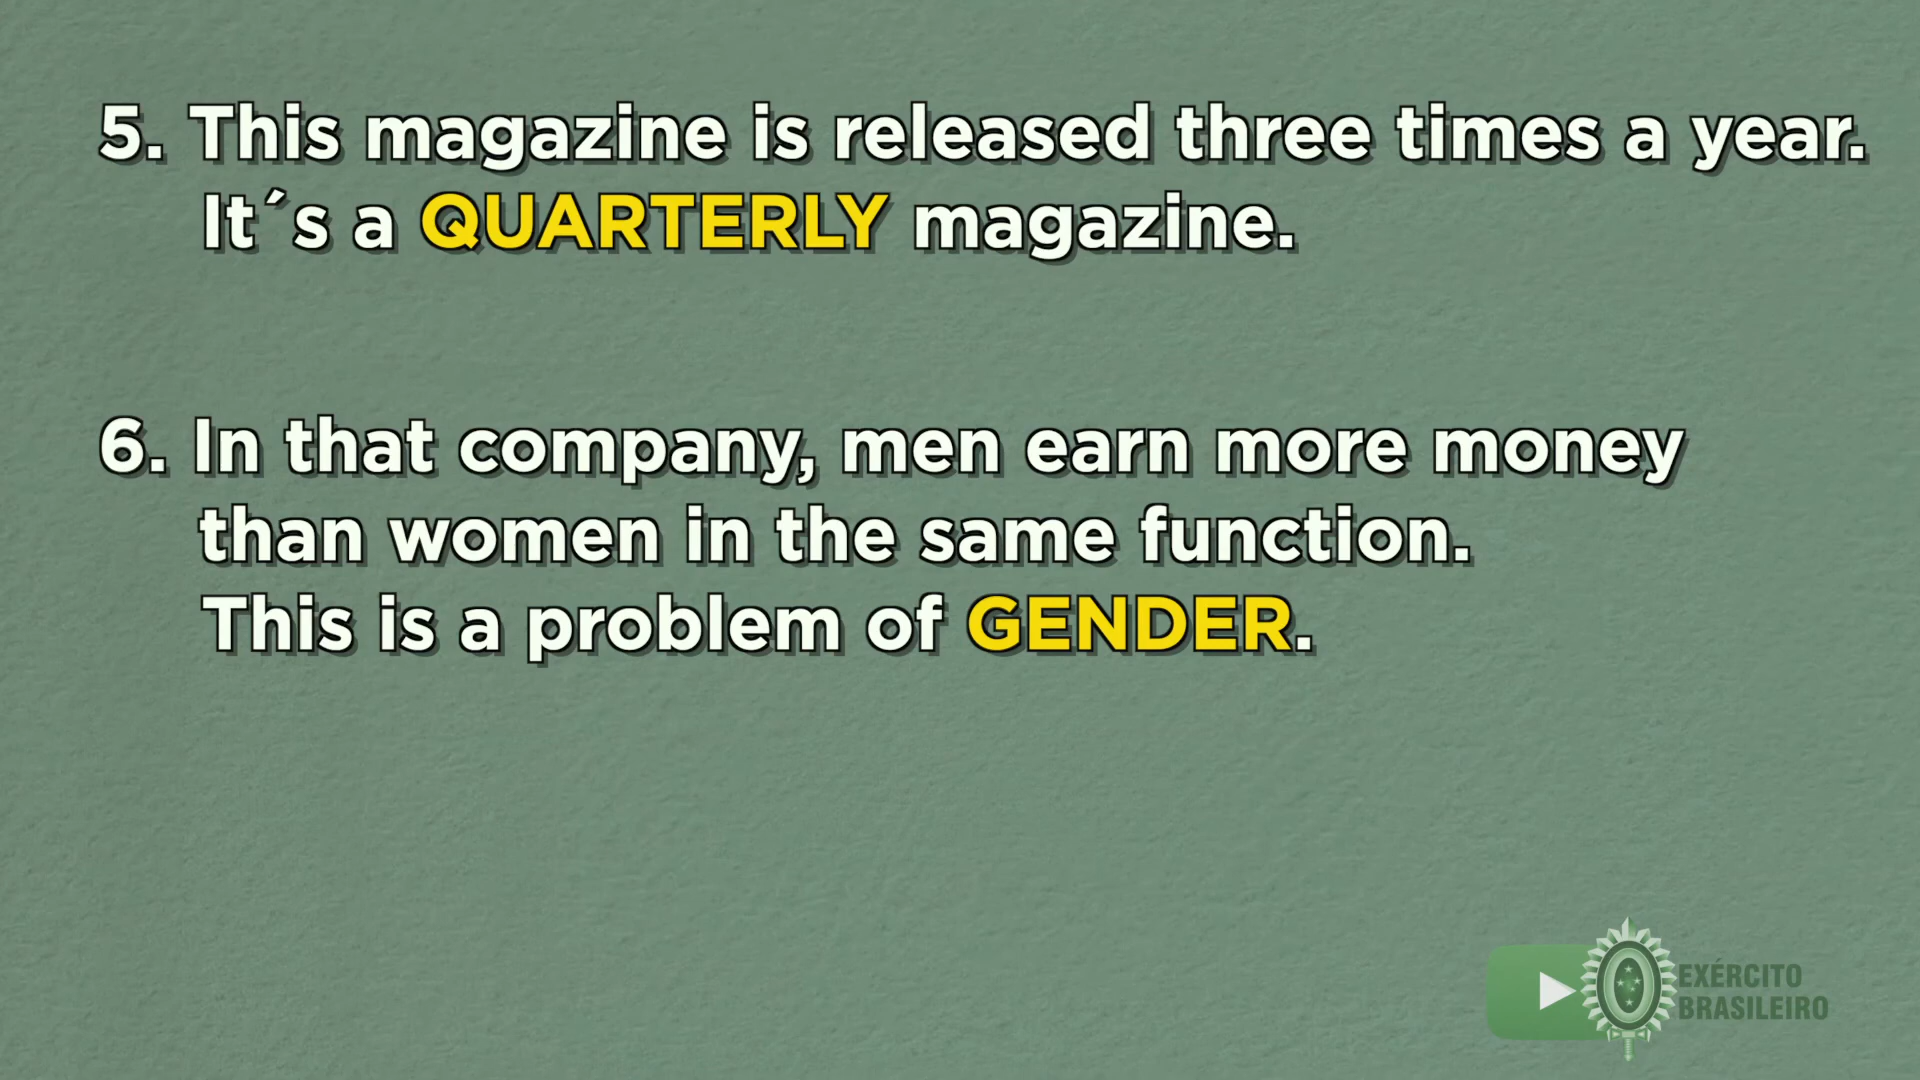 5. This magazine is released three times a year.
It´s a QUARTERLY magazine.
6. In that company, men earn more money
than women in the same function.
This is a problem of GENDER.
EXÉRCITO
BRASILEIRO